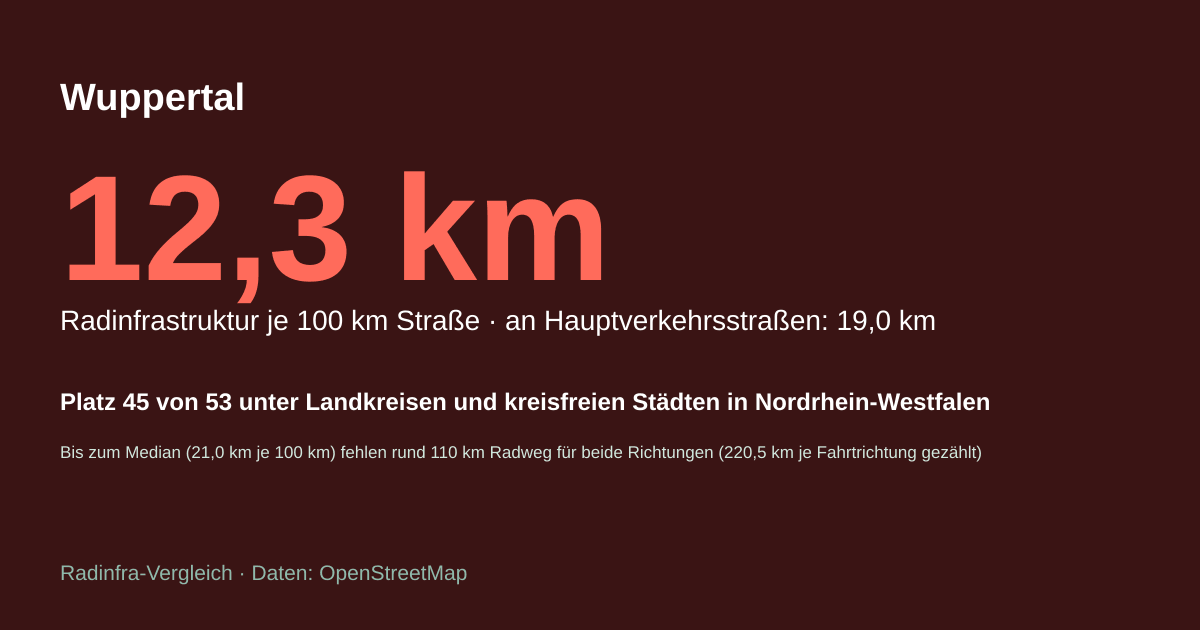 Wuppertal
12,3 km
Radinfrastruktur je 100 km Straße · an Hauptverkehrsstraßen: 19,0 km
Platz 45 von 53 unter Landkreisen und kreisfreien Städten in Nordrhein-Westfalen
Bis zum Median (21,0 km je 100 km) fehlen rund 110 km Radweg für beide Richtungen (220,5 km je Fahrtrichtung gezählt)
Radinfra-Vergleich · Daten: OpenStreetMap